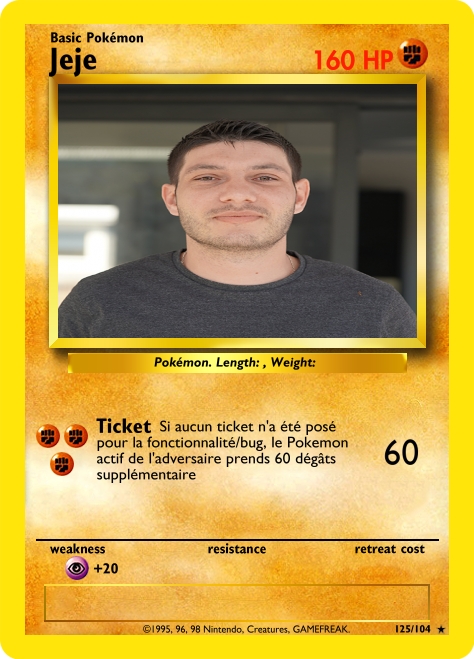 Basic Pokémon
Jeje
160 HP
Pokémon. Length: , Weight:
Ticket Si aucun ticket n'a été posé
pour la fonctionnalité/bug, le Pokemon
actif de l'adversaire prends 60 dégâts
supplémentaire
60
weakness resistance retreat cost
+20
©1995, 96, 98 Nintendo, Creatures, GAMEFREAK. 125/104 ★